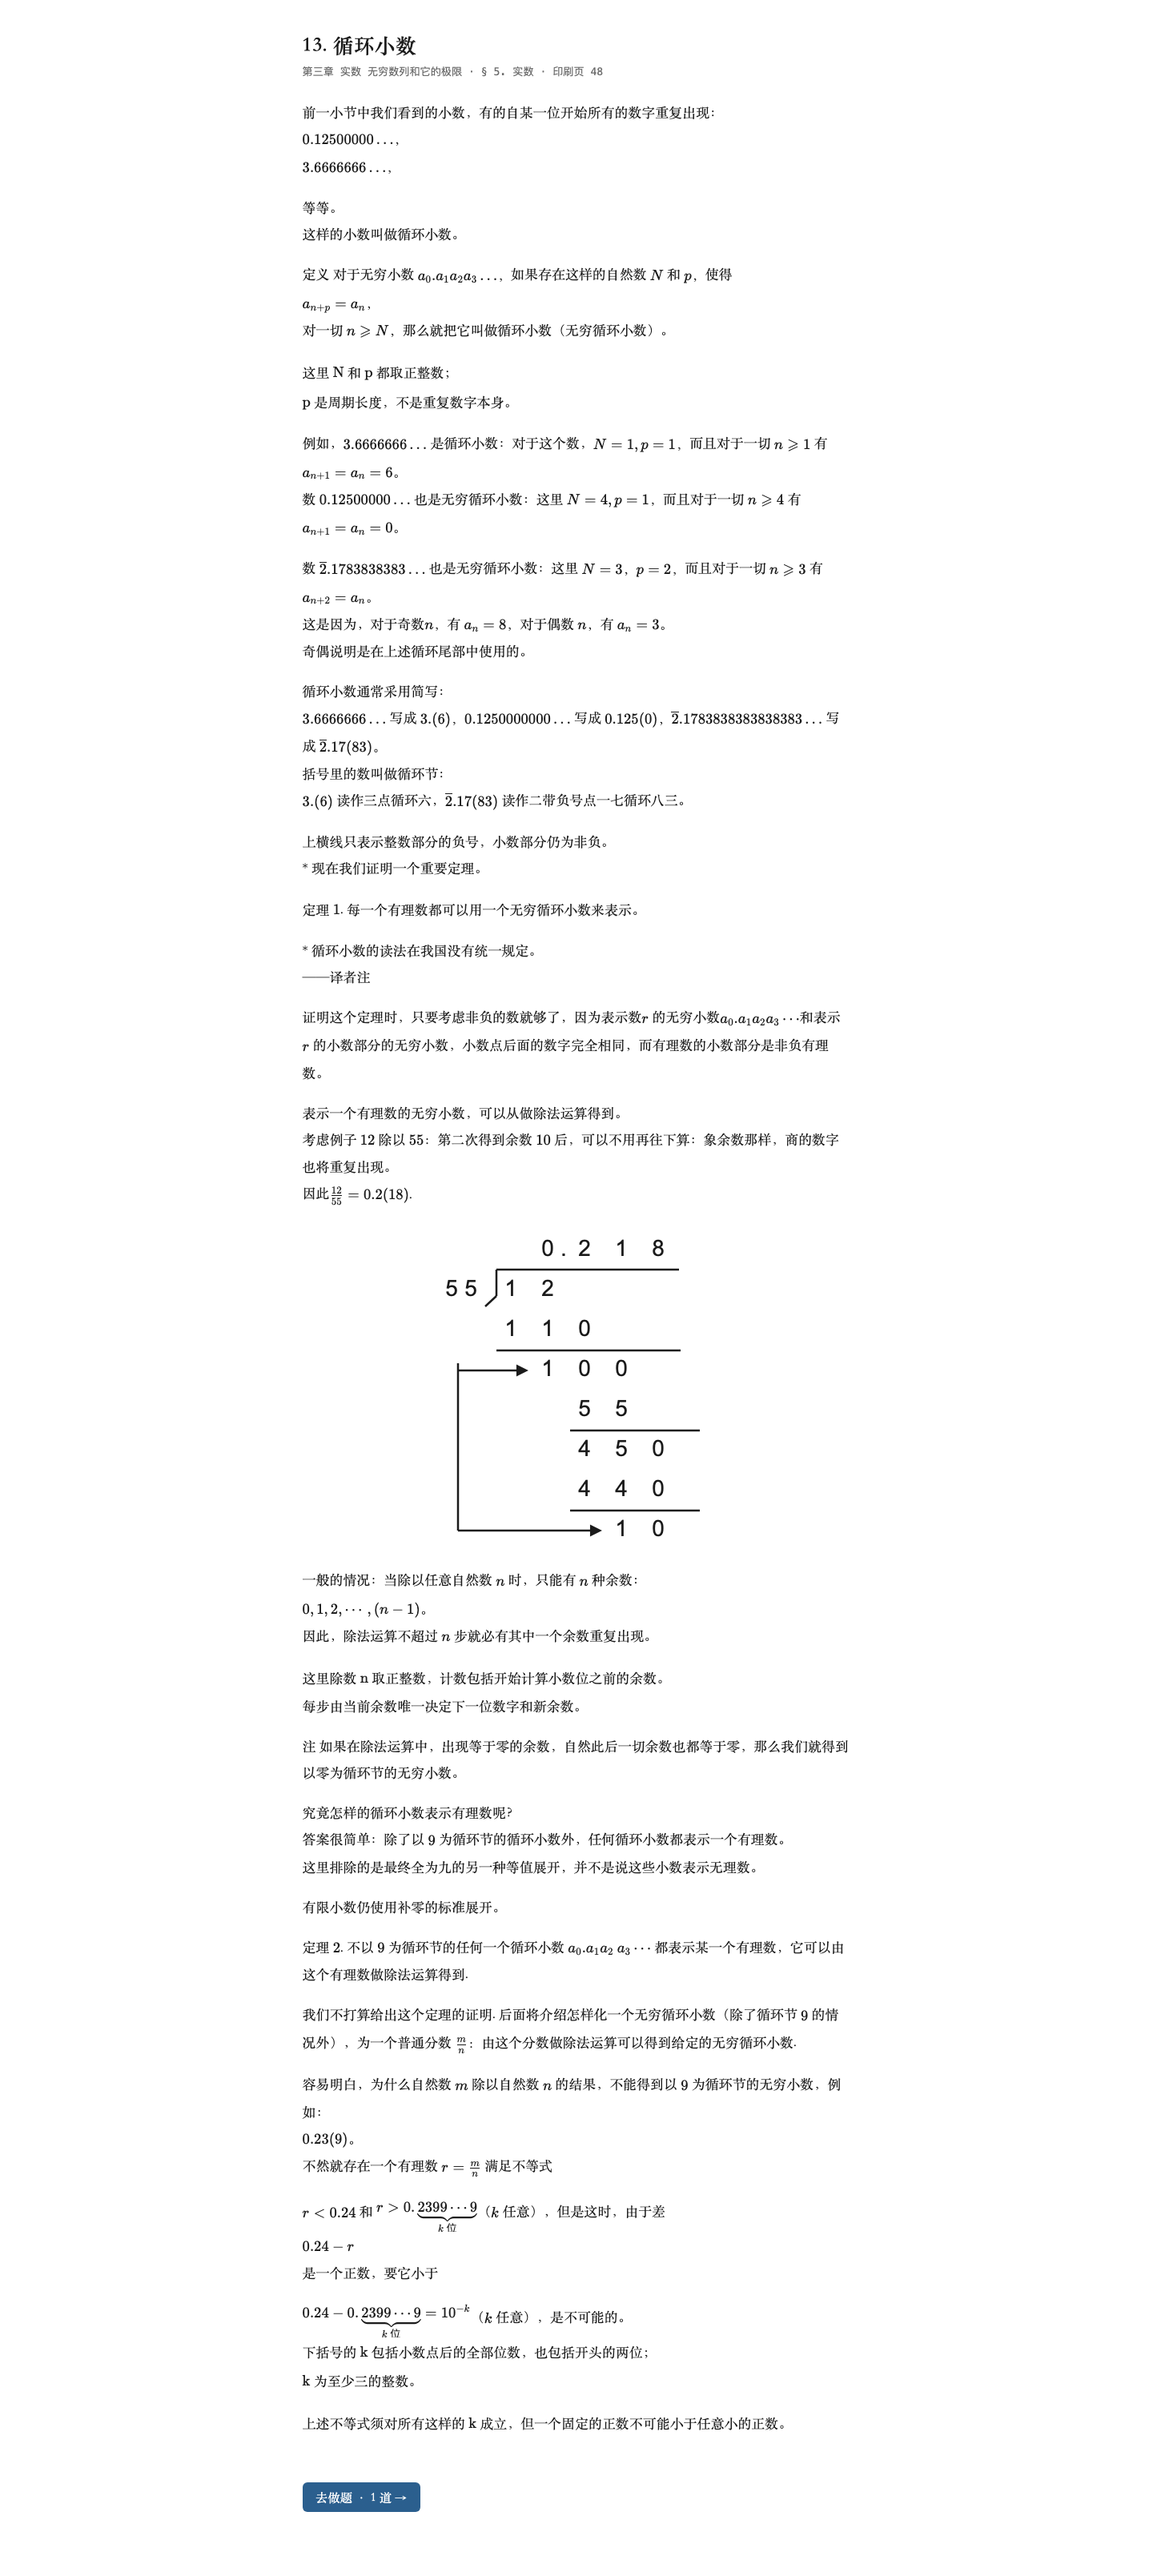 13. 循环小数
第三章 实数 无穷数列和它的极限 · § 5. 实数 · 印刷页 48
前一小节中我们看到的小数，有的自某一位开始所有的数字重复出现：
0.12500000…,
3.6666666…,
等等。
这样的小数叫做循环小数。
定义 对于无穷小数 a₀.a₁a₂a₃…，如果存在这样的自然数 N 和 p，使得
aₙ₊ₚ = aₙ，
对一切 n ⩾ N，那么就把它叫做循环小数（无穷循环小数）。
这里 N 和 p 都取正整数；
p 是周期长度，不是重复数字本身。
例如，3.6666666… 是循环小数：对于这个数，N = 1, p = 1，而且对于一切 n ⩾ 1 有
aₙ₊₁ = aₙ = 6。
数 0.12500000… 也是无穷循环小数：这里 N = 4, p = 1，而且对于一切 n ⩾ 4 有
aₙ₊₁ = aₙ = 0。
数 2̅.1783838383… 也是无穷循环小数：这里 N = 3，p = 2，而且对于一切 n ⩾ 3 有
aₙ₊₂ = aₙ。
这是因为，对于奇数n，有 aₙ = 8，对于偶数 n，有 aₙ = 3。
奇偶说明是在上述循环尾部中使用的。
循环小数通常采用简写：
3.6666666… 写成 3.(6)，0.1250000000… 写成 0.125(0)，2̅.1783838383838383… 写
成 2̅.17(83)。
括号里的数叫做循环节：
3.(6) 读作三点循环六，2̅.17(83) 读作二带负号点一七循环八三。
上横线只表示整数部分的负号，小数部分仍为非负。
* 现在我们证明一个重要定理。
定理 1. 每一个有理数都可以用一个无穷循环小数来表示。
* 循环小数的读法在我国没有统一规定。
——译者注
证明这个定理时，只要考虑非负的数就够了，因为表示数r 的无穷小数a₀.a₁a₂a₃⋯和表示
r 的小数部分的无穷小数，小数点后面的数字完全相同，而有理数的小数部分是非负有理
数。
表示一个有理数的无穷小数，可以从做除法运算得到。
考虑例子 12 除以 55：第二次得到余数 10 后，可以不用再往下算：象余数那样，商的数字
也将重复出现。
因此 12/55 = 0.2(18).
0.218
55 12
110
100
55
450
440
10
一般的情况：当除以任意自然数 n 时，只能有 n 种余数：
0, 1, 2, ⋯ , (n − 1)。
因此，除法运算不超过 n 步就必有其中一个余数重复出现。
这里除数 n 取正整数，计数包括开始计算小数位之前的余数。
每步由当前余数唯一决定下一位数字和新余数。
注 如果在除法运算中，出现等于零的余数，自然此后一切余数也都等于零，那么我们就得到
以零为循环节的无穷小数。
究竟怎样的循环小数表示有理数呢？
答案很简单：除了以 9 为循环节的循环小数外，任何循环小数都表示一个有理数。
这里排除的是最终全为九的另一种等值展开，并不是说这些小数表示无理数。
有限小数仍使用补零的标准展开。
定理 2. 不以 9 为循环节的任何一个循环小数 a₀.a₁a₂ a₃⋯ 都表示某一个有理数，它可以由
这个有理数做除法运算得到.
我们不打算给出这个定理的证明. 后面将介绍怎样化一个无穷循环小数（除了循环节 9 的情
况外），为一个普通分数 m/n：由这个分数做除法运算可以得到给定的无穷循环小数.
容易明白，为什么自然数 m 除以自然数 n 的结果，不能得到以 9 为循环节的无穷小数，例
如：
0.23(9)。
不然就存在一个有理数 r = m/n 满足不等式
r < 0.24 和 r > 0.2399⋯9（k 任意），但是这时，由于差
k 位
0.24 − r
是一个正数，要它小于
0.24 − 0.2399⋯9 = 10⁻ᵏ（k 任意），是不可能的。
k 位
下括号的 k 包括小数点后的全部位数，也包括开头的两位；
k 为至少三的整数。
上述不等式须对所有这样的 k 成立，但一个固定的正数不可能小于任意小的正数。
去做题 · 1 道 →